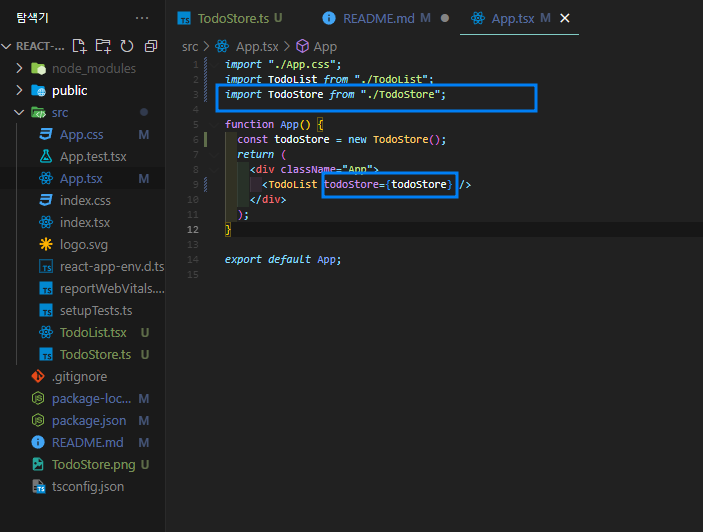 탐색기
TodoStore.ts U
README.md M
App.tsx M
REACT-...
src > App.tsx > App
node_modules
public
src
App.css M
App.test.tsx
App.tsx M
index.css
index.tsx
logo.svg
react-app-env.d.ts
reportWebVitals....
setupTests.ts
TodoList.tsx U
TodoStore.ts U
.gitignore
package-loc... M
package.json M
README.md M
TodoStore.png U
tsconfig.json
1 import "./App.css";
2 import TodoList from "./TodoList";
3 import TodoStore from "./TodoStore";
4
5 function App() {
6 const todoStore = new TodoStore();
7 return (
8 <div className="App">
9 <TodoList todoStore={todoStore} />
10 </div>
11 );
12 }
13
14 export default App;
15